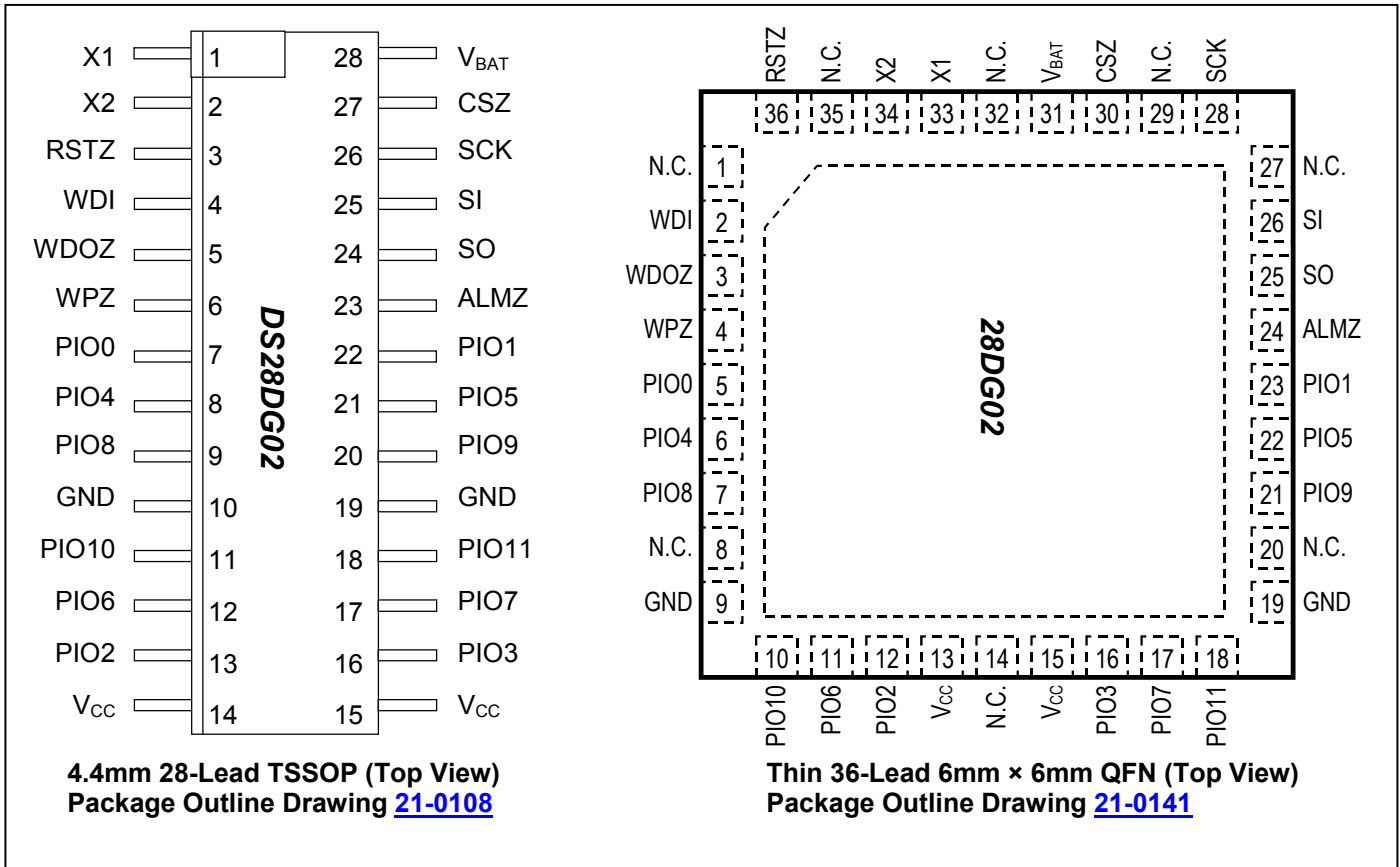 X1 1 28 VBAT
X2 2 27 CSZ
RSTZ 3 26 SCK
WDI 4 25 SI
WDOZ 5 24 SO
WPZ 6 23 ALMZ
PIO0 7 22 PIO1
PIO4 8 21 PIO5
PIO8 9 20 PIO9
GND 10 19 GND
PIO10 11 18 PIO11
PIO6 12 17 PIO7
PIO2 13 16 PIO3
VCC 14 15 VCC
DS28DG02
4.4mm 28-Lead TSSOP (Top View)
Package Outline Drawing 21-0108
RSTZ N.C. X2 X1 N.C. VBAT CSZ N.C. SCK
36 35 34 33 32 31 30 29 28
N.C. 1 27 N.C.
WDI 2 26 SI
WDOZ 3 25 SO
WPZ 4 24 ALMZ
PIO0 5 23 PIO1
PIO4 6 22 PIO5
PIO8 7 21 PIO9
N.C. 8 20 N.C.
GND 9 19 GND
28DG02
10 11 12 13 14 15 16 17 18
PIO10 PIO6 PIO2 VCC N.C. VCC PIO3 PIO7 PIO11
Thin 36-Lead 6mm × 6mm QFN (Top View)
Package Outline Drawing 21-0141